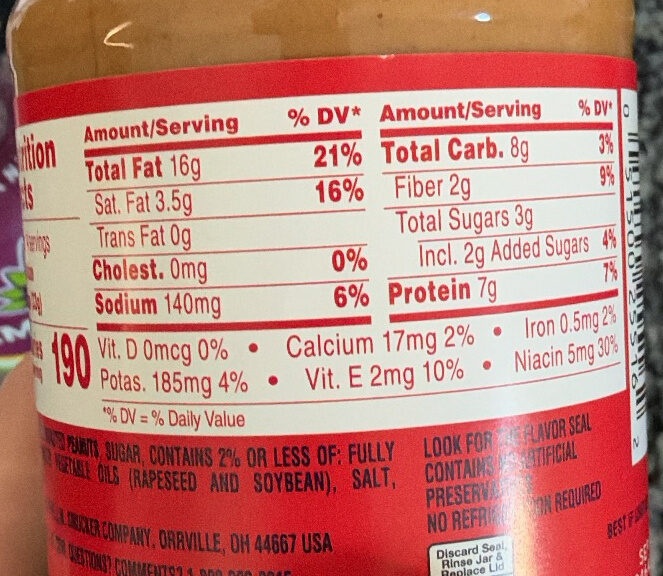 Amount/Serving % DV* Amount/Serving % DV*
Total Fat 16g 21% Total Carb. 8g 3%
Sat. Fat 3.5g 16% Fiber 2g 9%
Trans Fat 0g Total Sugars 3g
Cholest. 0mg 0% Incl. 2g Added Sugars 4%
Sodium 140mg 6% Protein 7g 7%
190 Vit. D 0mcg 0% • Calcium 17mg 2% • Iron 0.5mg 2%
Potas. 185mg 4% • Vit. E 2mg 10% • Niacin 5mg 30%
*% DV = % Daily Value
PEANUTS, SUGAR, CONTAINS 2% OR LESS OF: FULLY
VEGETABLE OILS (RAPESEED AND SOYBEAN), SALT,
COMPANY, ORRVILLE, OH 44667 USA
QUESTIONS? COMMENTS?
LOOK FOR FLAVOR SEAL
CONTAINS
NO REQUIRED
BEST IF
Discard Seal,
Rinse Jar &
Replace Lid